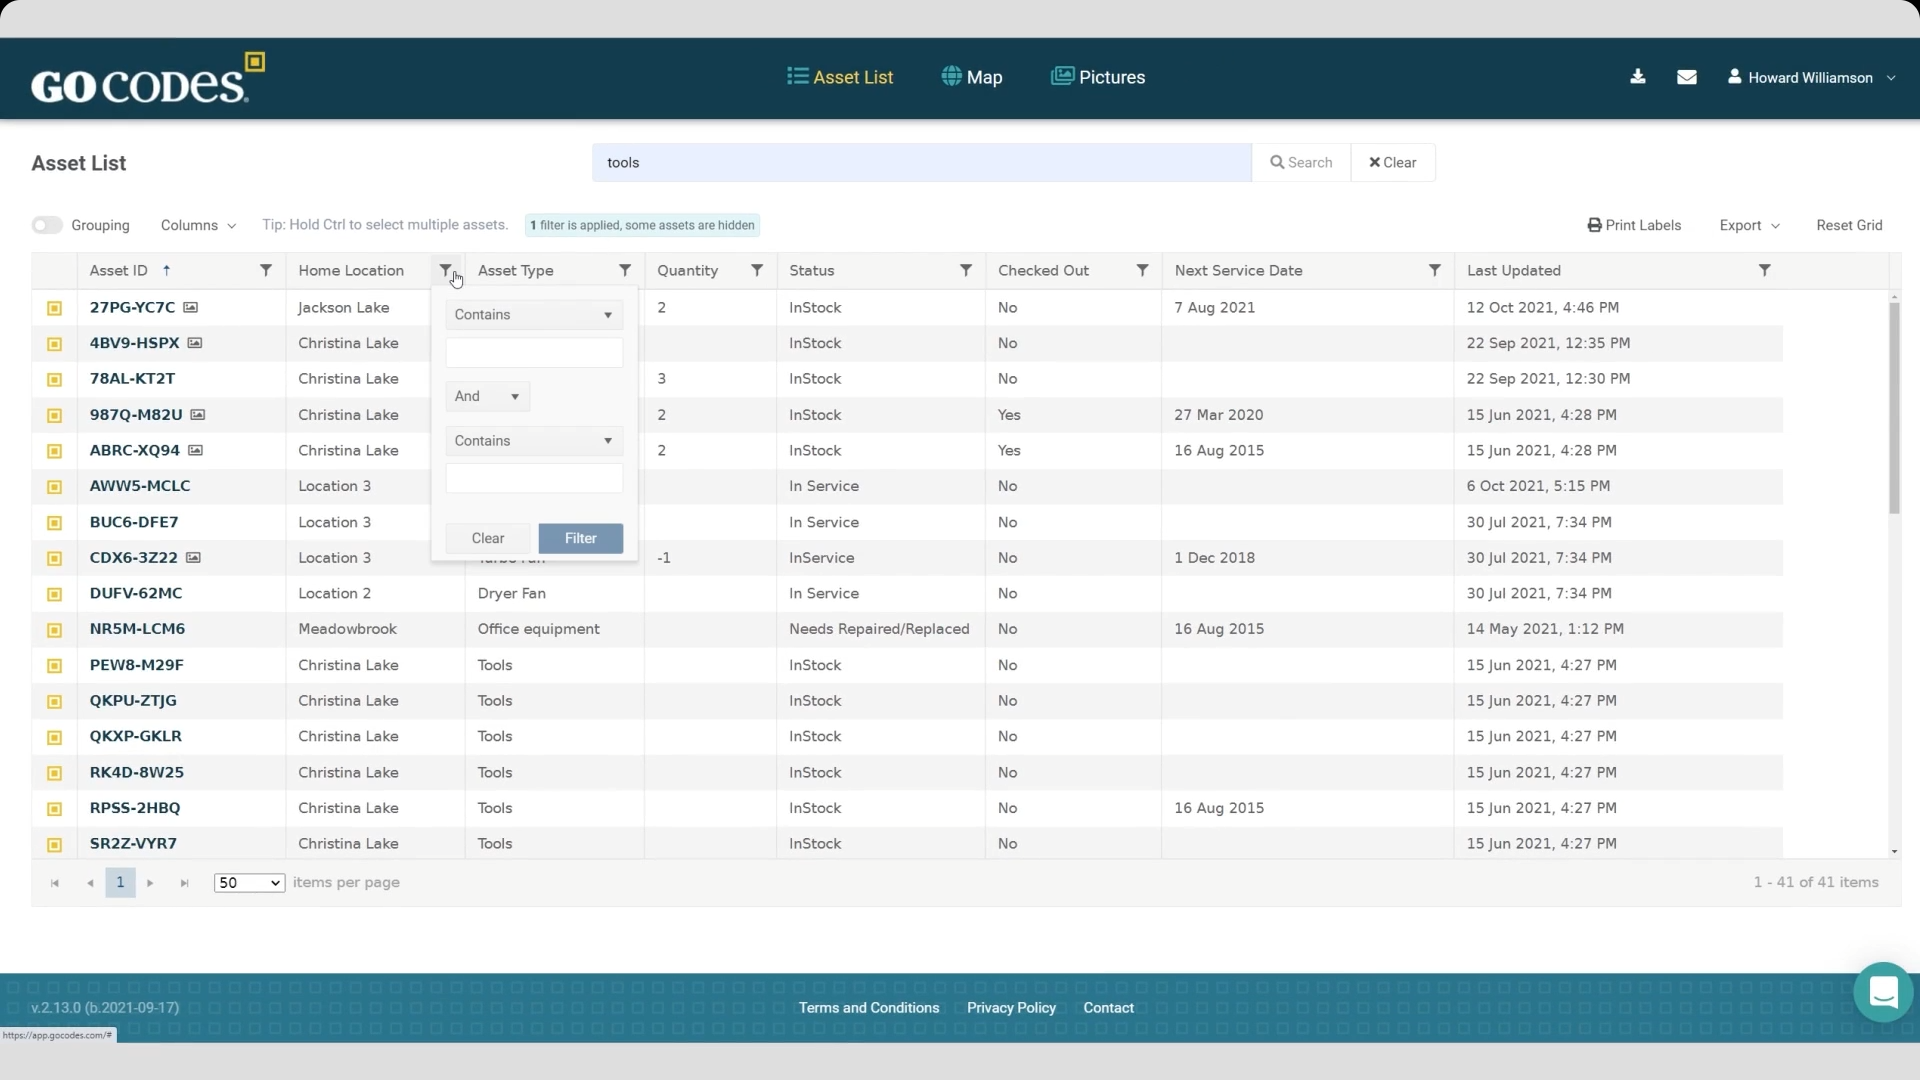 GOCODES.
Asset List Map Pictures
Howard Williamson
Asset List
tools
Search Clear
Grouping Columns Tip: Hold Ctrl to select multiple assets. 1 filter is applied, some assets are hidden Print Labels Export Reset Grid
Asset ID Home Location Asset Type Quantity Status Checked Out Next Service Date Last Updated
27PG-YC7C Jackson Lake 2 InStock No 7 Aug 2021 12 Oct 2021, 4:46 PM
Contains
4BV9-HSPX Christina Lake InStock No 22 Sep 2021, 12:35 PM
78AL-KT2T Christina Lake 3 InStock No 22 Sep 2021, 12:30 PM
And
987Q-M82U Christina Lake 2 InStock Yes 27 Mar 2020 15 Jun 2021, 4:28 PM
Contains
ABRC-XQ94 Christina Lake 2 InStock Yes 16 Aug 2015 15 Jun 2021, 4:28 PM
AWW5-MCLC Location 3 In Service No 6 Oct 2021, 5:15 PM
BUC6-DFE7 Location 3 In Service No 30 Jul 2021, 7:34 PM
Clear Filter
CDX6-3Z22 Location 3 -1 InService No 1 Dec 2018 30 Jul 2021, 7:34 PM
DUFV-62MC Location 2 Dryer Fan In Service No 30 Jul 2021, 7:34 PM
NR5M-LCM6 Meadowbrook Office equipment Needs Repaired/Replaced No 16 Aug 2015 14 May 2021, 1:12 PM
PEW8-M29F Christina Lake Tools InStock No 15 Jun 2021, 4:27 PM
QKPU-ZTJG Christina Lake Tools InStock No 15 Jun 2021, 4:27 PM
QKXP-GKLR Christina Lake Tools InStock No 15 Jun 2021, 4:27 PM
RK4D-8W25 Christina Lake Tools InStock No 15 Jun 2021, 4:27 PM
RPSS-2HBQ Christina Lake Tools InStock No 16 Aug 2015 15 Jun 2021, 4:27 PM
SR2Z-VYR7 Christina Lake Tools InStock No 15 Jun 2021, 4:27 PM
1 50 items per page 1 - 41 of 41 items
v.2.13.0 (b.2021-09-17) Terms and Conditions Privacy Policy Contact
https://app.gocodes.com/#